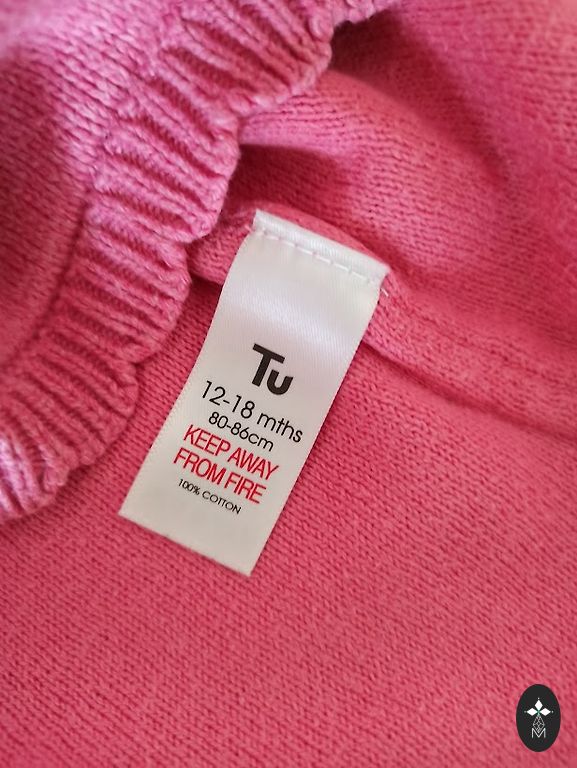 Tu
12-18 mths
80-86cm
KEEP AWAY
FROM FIRE
100% COTTON
M